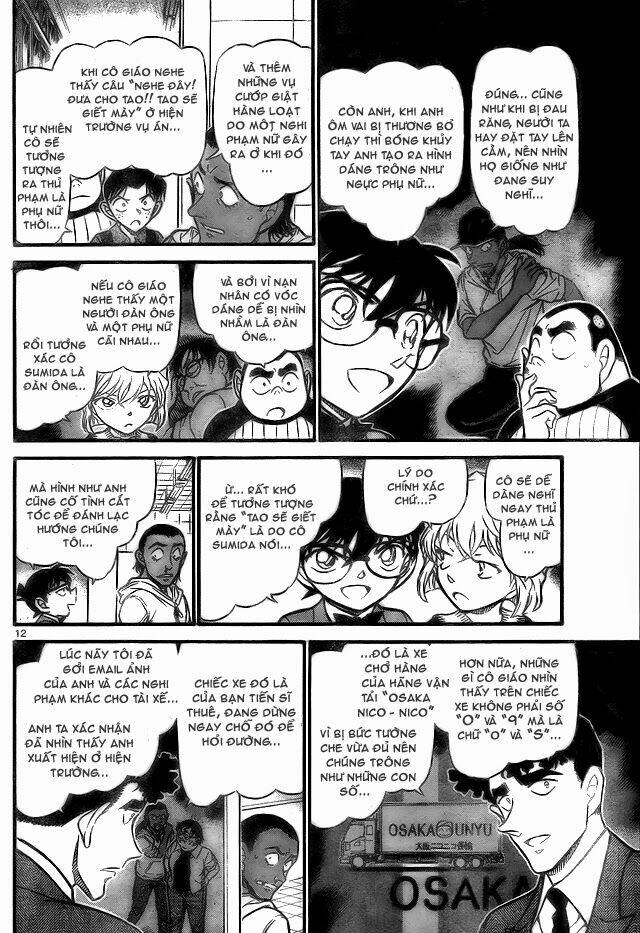 ĐÚNG... CŨNG
NHƯ KHI BỊ ĐAU
RĂNG, NGƯỜI TA
HAY ĐẶT TAY LÊN
CẰM, NÊN NHÌN
HỌ GIỐNG NHƯ
ĐANG SUY
NGHĨ...
CÒN ANH, KHI ANH
ÔM VAI BỊ THƯƠNG BỎ
CHẠY THÌ BÓNG KHỦY
TAY ANH TẠO RA HÌNH
DÁNG TRÔNG NHƯ
NGỰC PHỤ NỮ...
VÀ THÊM
NHỮNG VỤ
CƯỚP GIẬT
HÀNG LOẠT
DO MỘT NGHI
PHẠM NỮ GÂY
RA Ở KHI ĐÓ...
KHI CÔ GIÁO NGHE
THẤY CÂU "NGHE ĐÂY!
ĐƯA CHO TAO!! TAO SẼ
GIẾT MÀY" Ở HIỆN
TRƯỜNG VỤ ÁN...
TỰ NHIÊN
CÔ SẼ
TƯỞNG
TƯỢNG
RA THỦ
PHẠM LÀ
PHỤ NỮ
THÔI...
VÀ BỞI VÌ NẠN
NHÂN CÓ VÓC
DÁNG DỄ BỊ NHÌN
NHẦM LÀ ĐÀN
ÔNG...
NẾU CÔ GIÁO
NGHE THẤY MỘT
NGƯỜI ĐÀN ÔNG
VÀ MỘT PHỤ NỮ
CÃI NHAU...
RỒI TƯỞNG
XÁC CÔ
SUMIDA LÀ
ĐÀN ÔNG...
CÔ SẼ DỄ
DÀNG NGHĨ
NGAY THỦ
PHẠM LÀ
PHỤ NỮ...
LÝ DO
CHÍNH XÁC
CHỨ...?
Ừ... RẤT KHÓ
ĐỂ TƯỞNG TƯỢNG
RẰNG "TAO SẼ GIẾT
MÀY" LÀ DO CÔ
SUMIDA NÓI...
MÀ HÌNH NHƯ ANH
CŨNG CỐ TÌNH CẮT
TÓC ĐỂ ĐÁNH LẠC
HƯỚNG CHÚNG
TÔI...
12
HƠN NỮA, NHỮNG
GÌ CÔ GIÁO NHÌN
THẤY TRÊN CHIẾC
XE KHÔNG PHẢI SỐ
"0" VÀ "9" MÀ LÀ
CHỮ "O" VÀ "S"...
...ĐÓ LÀ XE
CHỞ HÀNG
CỦA HÃNG VẬN
TẢI "OSAKA
NICO - NICO"
VÌ BỊ BỨC TƯỜNG
CHE VỪA ĐỦ NÊN
CHÚNG TRÔNG
NHƯ NHỮNG CON
SỐ...
OSAKA UNYU
OSAKA
CHIẾC XE ĐÓ LÀ
CỦA BẠN TIẾN SĨ
THUÊ, ĐANG DỪNG
NGAY CHỖ ĐÓ ĐỂ
HỎI ĐƯỜNG...
LÚC NÃY TÔI ĐÃ
GỞI EMAIL ẢNH
CỦA ANH VÀ CÁC NGHI
PHẠM KHÁC CHO TÀI XẾ...
ANH TA XÁC NHẬN
ĐÃ NHÌN THẤY ANH
XUẤT HIỆN Ở HIỆN
TRƯỜNG...